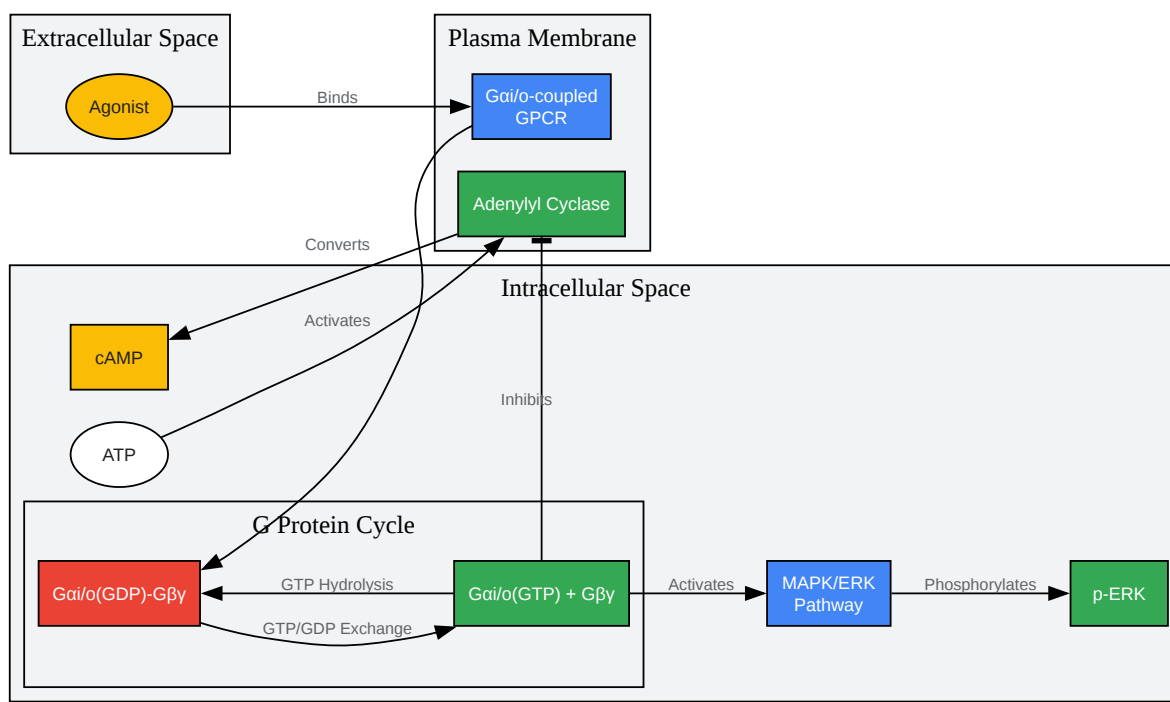 Extracellular Space
Plasma Membrane
Agonist
Binds
Gαi/o-coupled
GPCR
Adenylyl Cyclase
Converts
Intracellular Space
Activates
cAMP
Inhibits
ATP
G Protein Cycle
Gαi/o(GDP)-Gβγ
GTP Hydrolysis
Gαi/o(GTP) + Gβγ
Activates
MAPK/ERK
Pathway
Phosphorylates
p-ERK
GTP/GDP Exchange